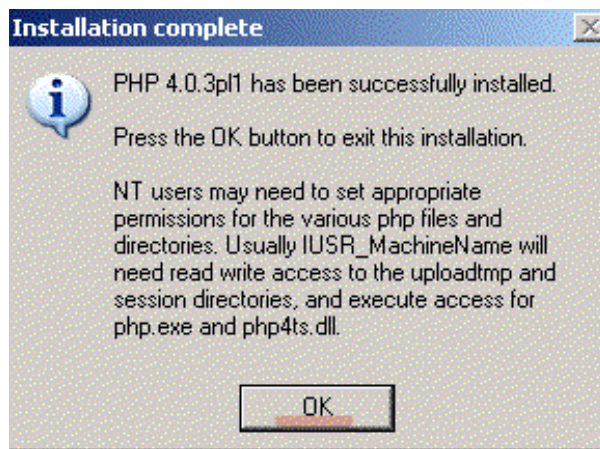 Installation complete
PHP 4.0.3pl1 has been successfully installed.
Press the OK button to exit this installation.
NT users may need to set appropriate
permissions for the various php files and
directories. Usually IUSR_MachineName will
need read write access to the uploadtmp and
session directories, and execute access for
php.exe and php4ts.dll.
OK